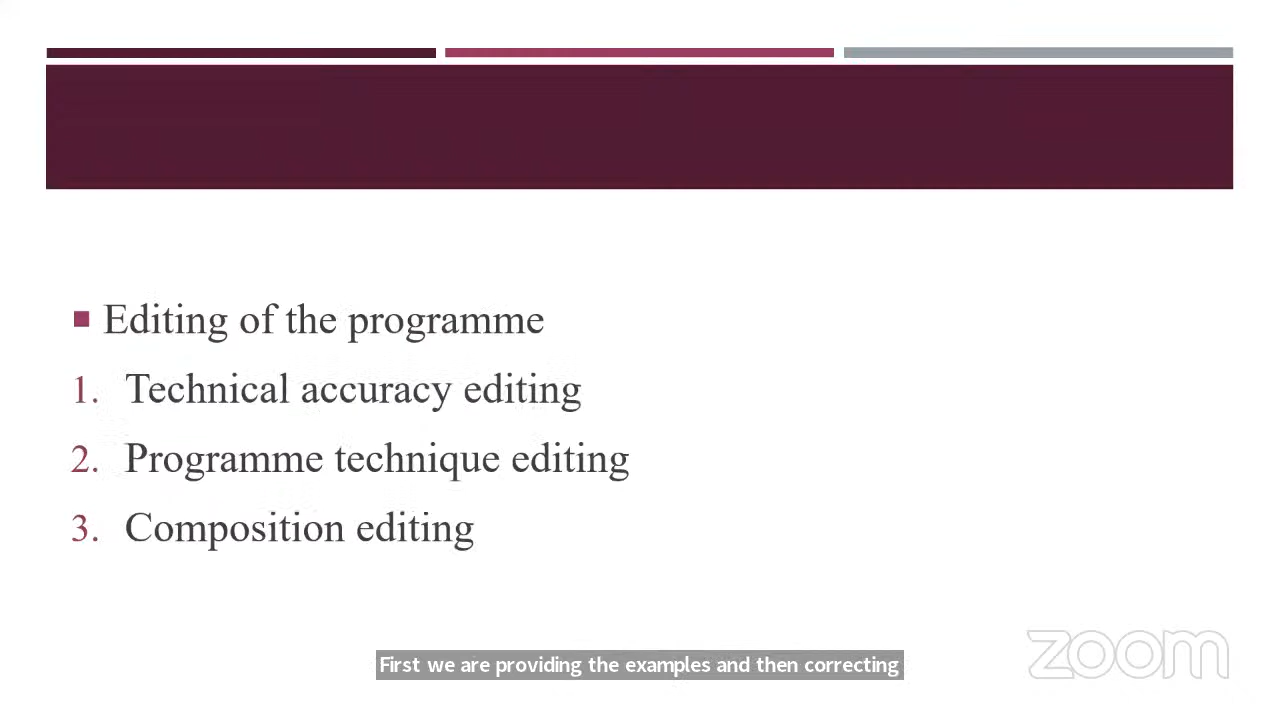 Editing of the programme
1. Technical accuracy editing
2. Programme technique editing
3. Composition editing
First we are providing the examples and then correcting
zoom